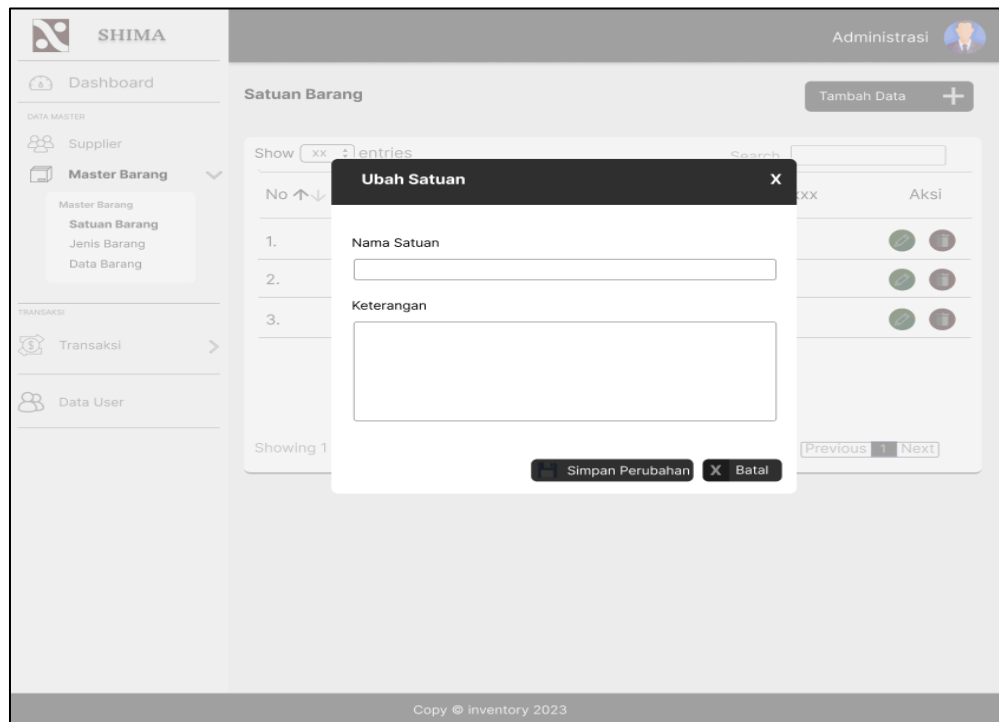 SHIMA
Administrasi
Dashboard
DATA MASTER
Supplier
Master Barang
Master Barang
Satuan Barang
Jenis Barang
Data Barang
TRANSAKSI
Transaksi
Data User
Satuan Barang
Tambah Data
Show xx entries
Search
No
Aksi
1.
2.
3.
Showing 1
Previous 1 Next
Ubah Satuan X
Nama Satuan
Keterangan
Simpan Perubahan
X Batal
Copy © inventory 2023